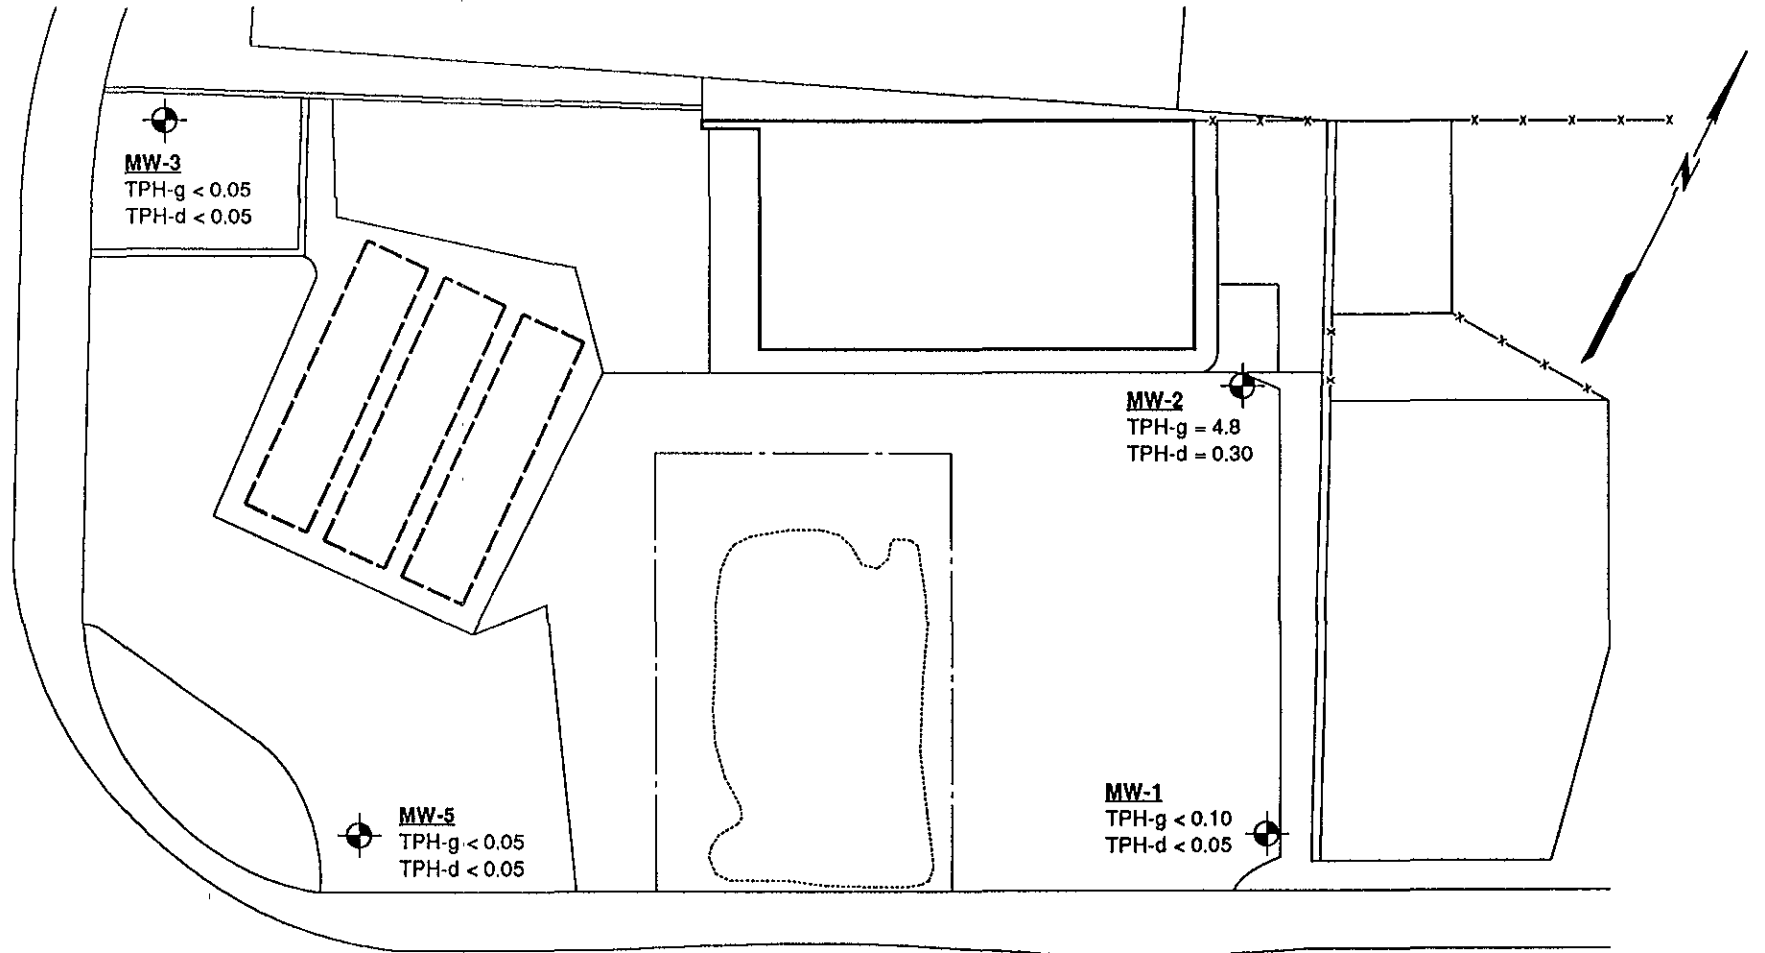 MW-3
TPH-g < 0.05
TPH-d < 0.05
N
MW-2
TPH-g = 4.8
TPH-d = 0.30
MW-1
TPH-g < 0.10
TPH-d < 0.05
MW-5
TPH-g < 0.05
TPH-d < 0.05